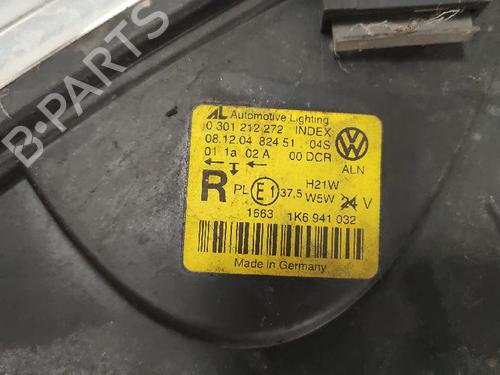 B-PARTS
AL Automotive Lighting
0 301 212 272 INDEX
08.12.04 824 51 04S
01 1a 02 A 00 DCR
ALN
R PL E1 37,5 H21W
W5W 24 V
1663 1K6 941 032
Made in Germany